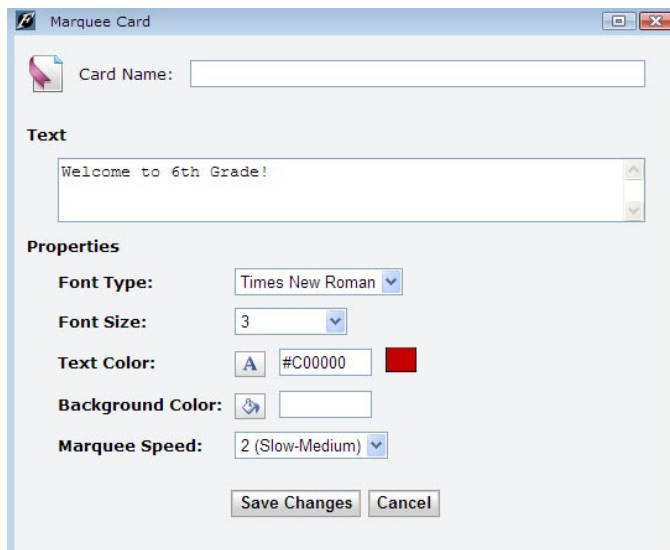 Marquee Card
Card Name:
Text
Welcome to 6th Grade!
Properties
Font Type: Times New Roman
Font Size: 3
Text Color: A #C00000
Background Color:
Marquee Speed: 2 (Slow-Medium)
Save Changes Cancel